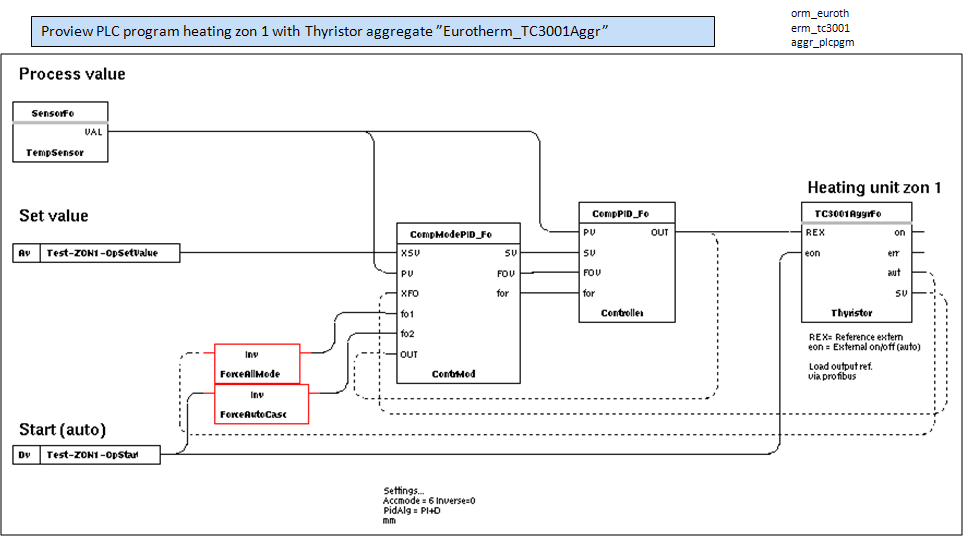 Proview PLC program heating zon 1 with Thyristor aggregate ”Eurotherm_TC3001Aggr”
orm_euroth
erm_tc3001
aggr_plcpgm
Process value
SensorFo
VAL
TempSensor
Set value
Av Test-ZON1-OpSetValue
CompModePID_Fo
XSV SV
PV FOV
XFO for
fo1
fo2
OUT
ContrMod
CompPID_Fo
PV OUT
SV
FOV
for
Controller
Heating unit zon 1
TC3001AggrFo
REX on
eon err
aut
SV
Thyristor
REX= Reference extern
eon = External on/off (auto)
Load output ref.
via profibus
Inv
ForceAllMode
Inv
ForceAutoCasc
Start (auto)
Dv Test-ZON1-OpStart
Settings...
Accmode = 6 Inverse=0
PidAlg = PI+D
mm